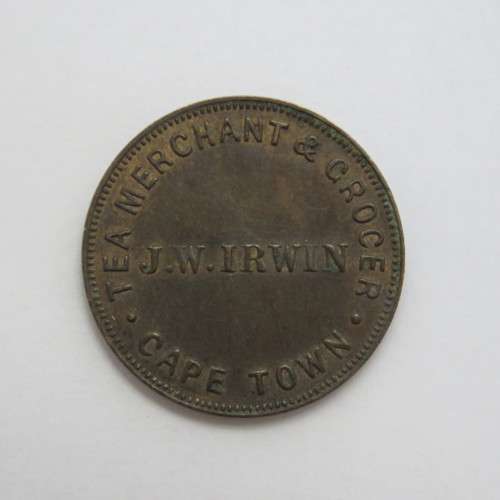 TEA MERCHANT & GROCER
J.W.IRWIN
· CAPE TOWN ·